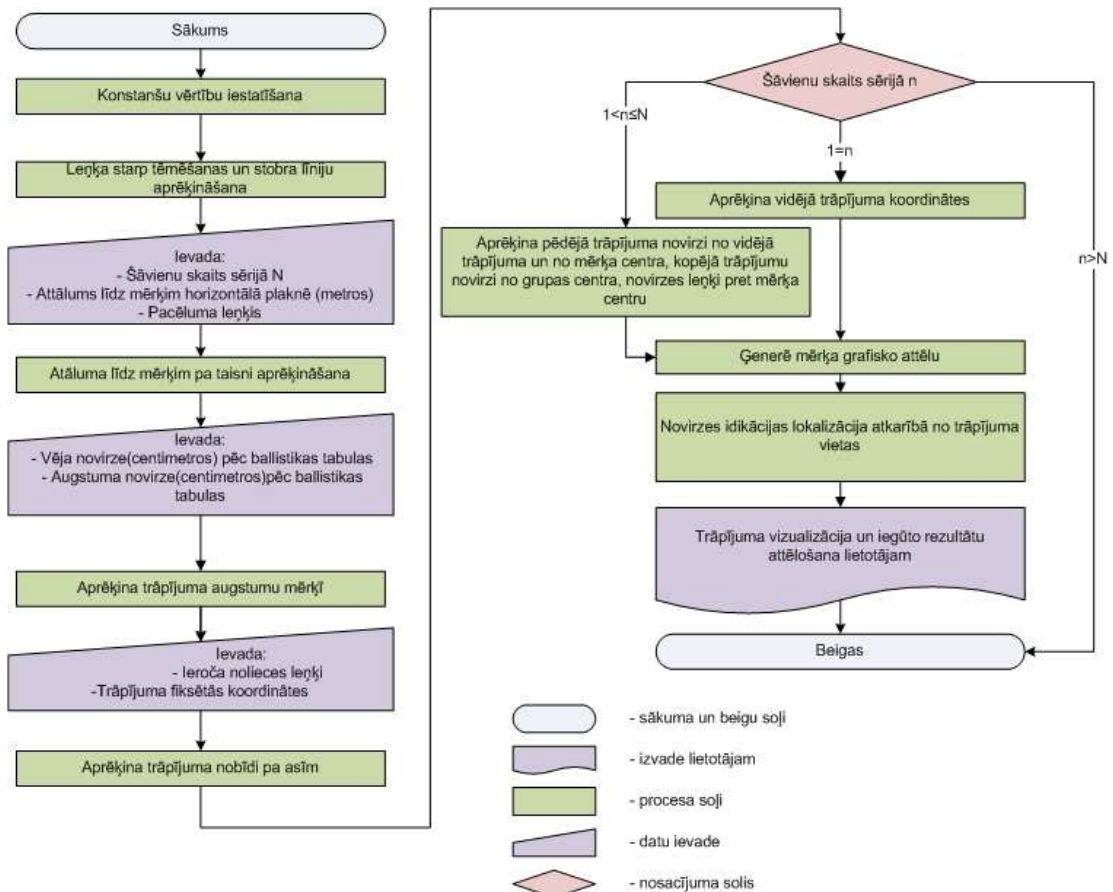 Sākums
Konstanšu vērtību iestatīšana
Leņķa starp tēmēšanas un stobra līniju
aprēķināšana
Ievada:
- Šāvienu skaits sērijā N
- Attālums līdz mērķim horizontālā plaknē (metros)
- Pacēluma leņķis
Atāluma līdz mērķim pa taisni aprēķināšana
Ievada:
- Vēja novirze(centimetros) pēc ballistikas tabulas
- Augstuma novirze(centimetros)pēc ballistikas
tabulas
Aprēķina trāpījuma augstumu mērķī
Ievada:
- Ieroča nolieces leņķi
-Trāpījuma fiksētās koordinātes
Aprēķina trāpījuma nobīdi pa asīm
Šāvienu skaits sērijā n
1<n≤N
1=n
n>N
Aprēķina vidējā trāpījuma koordinātes
Aprēķina pēdējā trāpījuma novirzi no vidējā
trāpījuma un no mērķa centra, kopējā trāpījumu
novirzi no grupas centra, novirzes leņķi pret mērķa
centru
Ģenerē mērķa grafisko attēlu
Novirzes idikācijas lokalizācija atkarībā no trāpījuma
vietas
Trāpījuma vizualizācija un iegūto rezultātu
attēlošana lietotājam
Beigas
- sākuma un beigu soļi
- izvade lietotājam
- procesa soļi
- datu ievade
- nosacījuma solis